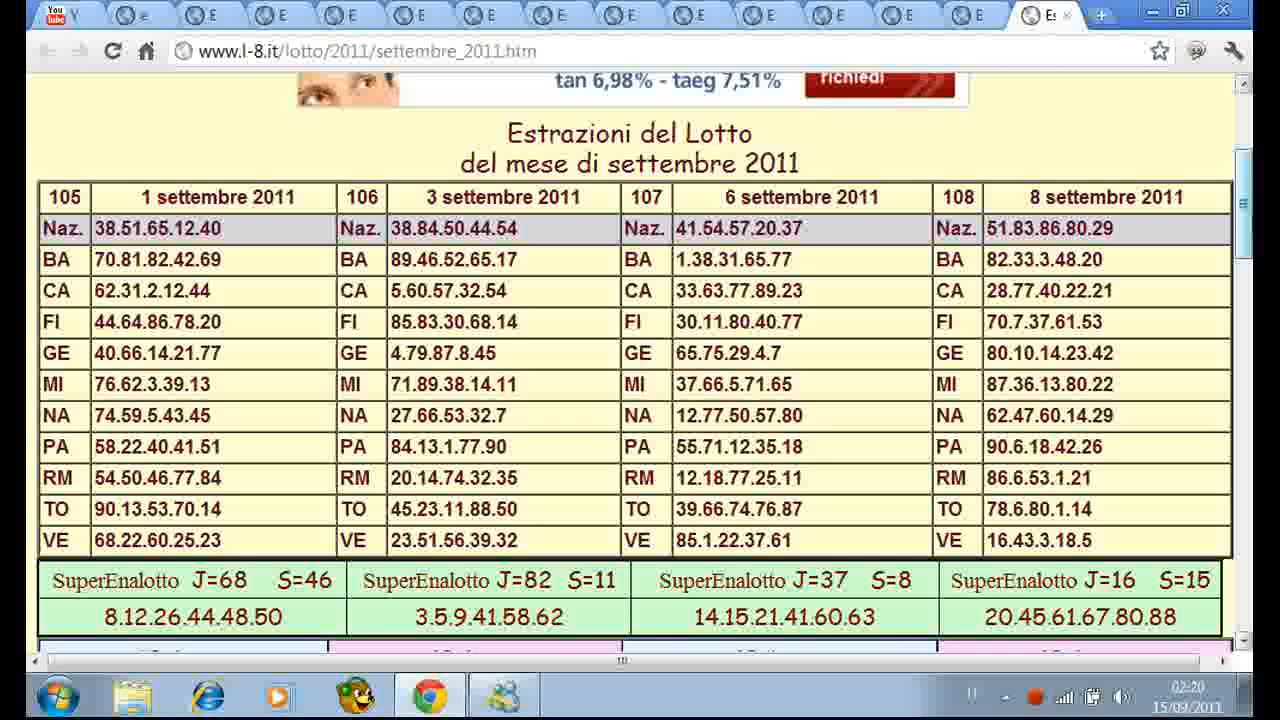 You Tube V e E E E E E E E E E E E E Es
www.l-8.it/lotto/2011/settembre_2011.htm
tan 6,98% - taeg 7,51% richiedi
Estrazioni del Lotto
del mese di settembre 2011
105 1 settembre 2011 106 3 settembre 2011 107 6 settembre 2011 108 8 settembre 2011
Naz. 38.51.65.12.40 Naz. 38.84.50.44.54 Naz. 41.54.57.20.37 Naz. 51.83.86.80.29
BA 70.81.82.42.69 BA 89.46.52.65.17 BA 1.38.31.65.77 BA 82.33.3.48.20
CA 62.31.2.12.44 CA 5.60.57.32.54 CA 33.63.77.89.23 CA 28.77.40.22.21
FI 44.64.86.78.20 FI 85.83.30.68.14 FI 30.11.80.40.77 FI 70.7.37.61.53
GE 40.66.14.21.77 GE 4.79.87.8.45 GE 65.75.29.4.7 GE 80.10.14.23.42
MI 76.62.3.39.13 MI 71.89.38.14.11 MI 37.66.5.71.65 MI 87.36.13.80.22
NA 74.59.5.43.45 NA 27.66.53.32.7 NA 12.77.50.57.80 NA 62.47.60.14.29
PA 58.22.40.41.51 PA 84.13.1.77.90 PA 55.71.12.35.18 PA 90.6.18.42.26
RM 54.50.46.77.84 RM 20.14.74.32.35 RM 12.18.77.25.11 RM 86.6.53.1.21
TO 90.13.53.70.14 TO 45.23.11.88.50 TO 39.66.74.76.87 TO 78.6.80.1.14
VE 68.22.60.25.23 VE 23.51.56.39.32 VE 85.1.22.37.61 VE 16.43.3.18.5
SuperEnalotto J=68 S=46 SuperEnalotto J=82 S=11 SuperEnalotto J=37 S=8 SuperEnalotto J=16 S=15
8.12.26.44.48.50 3.5.9.41.58.62 14.15.21.41.60.63 20.45.61.67.80.88
02:20
15/09/2011